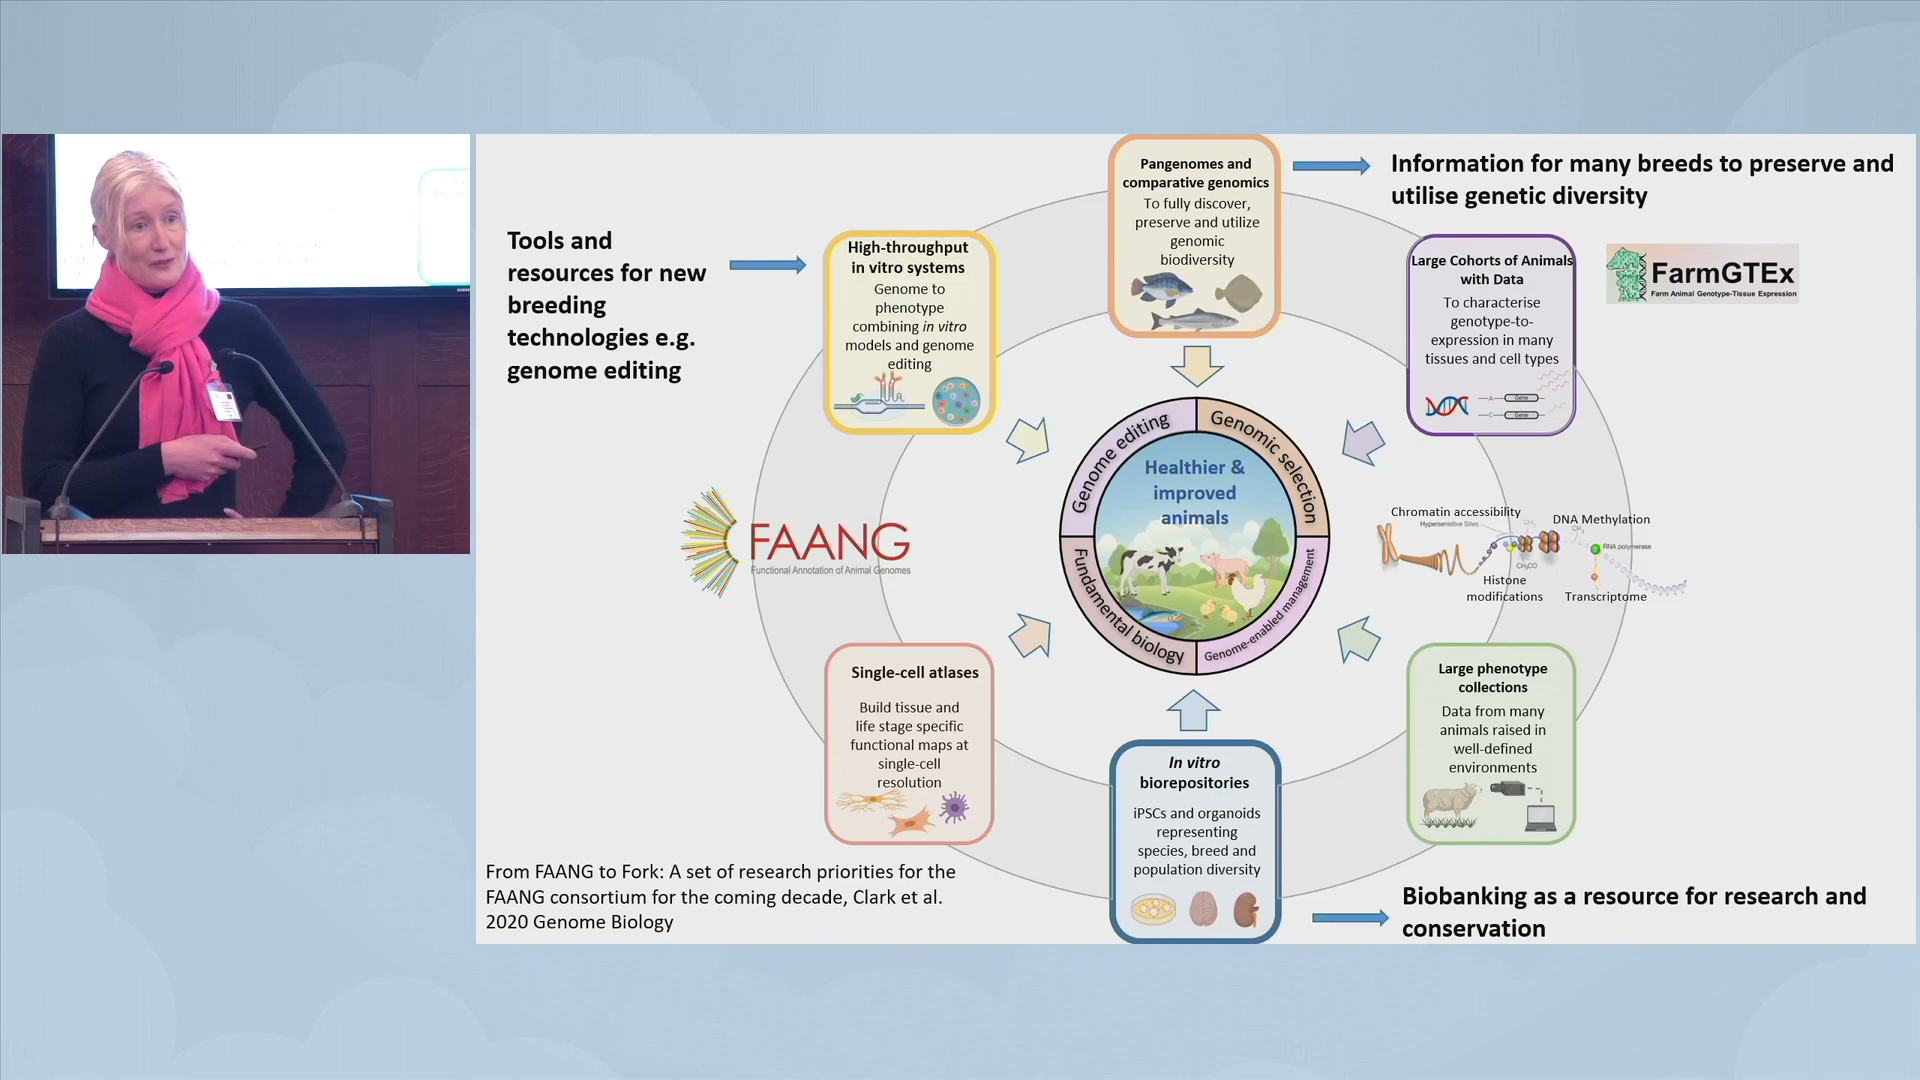 Pangenomes and
comparative genomics
To fully discover,
preserve and utilize
genomic
biodiversity
Information for many breeds to preserve and
utilise genetic diversity
Tools and
resources for new
breeding
technologies e.g.
genome editing
High-throughput
in vitro systems
Genome to
phenotype
combining in vitro
models and genome
editing
Large Cohorts of Animals
with Data
To characterise
genotype-to-
expression in many
tissues and cell types
A
Gene
C
Gene
FarmGTEx
Farm Animal Genotype-Tissue Expression
Genome editing
Genomic selection
Healthier &
improved
animals
Fundamental biology
Genome-enabled management
FAANG
Functional Annotation of Animal Genomes
Chromatin accessibility
Hypersensitive Sites
DNA Methylation
CH3CO
RNA polymerase
Histone
modifications
Transcriptome
Single-cell atlases
Build tissue and
life stage specific
functional maps at
single-cell
resolution
In vitro
biorepositories
iPSCs and organoids
representing
species, breed and
population diversity
Large phenotype
collections
Data from many
animals raised in
well-defined
environments
From FAANG to Fork: A set of research priorities for the
FAANG consortium for the coming decade, Clark et al.
2020 Genome Biology
Biobanking as a resource for research and
conservation